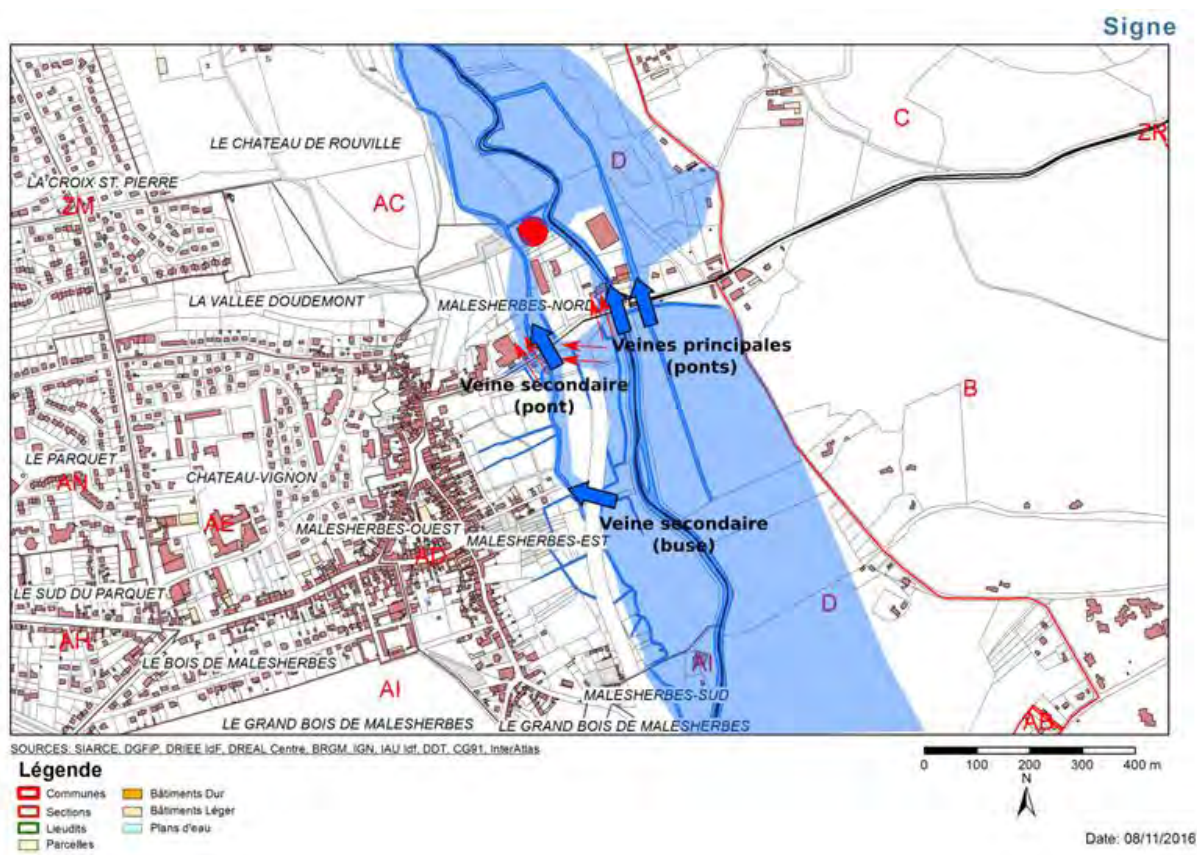 Signe
C
ZR
LE CHATEAU DE ROUVILLE
D
LA CROIX ST. PIERRE
ZM
AC
LA VALLEE DOUDEMONT
MALESHERBES-NORD
Veines principales
(ponts)
Veine secondaire
(pont)
B
LE PARQUET
AN
CHATEAU-VIGNON
AE
MALESHERBES-OUEST
MALESHERBES-EST
Veine secondaire
(buse)
AD
LE SUD DU PARQUET
D
AH
LE BOIS DE MALESHERBES
AI
AI
MALESHERBES-SUD
LE GRAND BOIS DE MALESHERBES
LE GRAND BOIS DE MALESHERBES
AB
SOURCES: SIARCE, DGFiP, DRIEE IdF, DREAL Centre, BRGM, IGN, IAU Idf, DDT, CG91, InterAtlas
0 100 200 300 400 m
N
Légende
Communes
Sections
Lieudits
Parcelles
Bâtiments Dur
Bâtiments Léger
Plans d'eau
Date: 08/11/2016